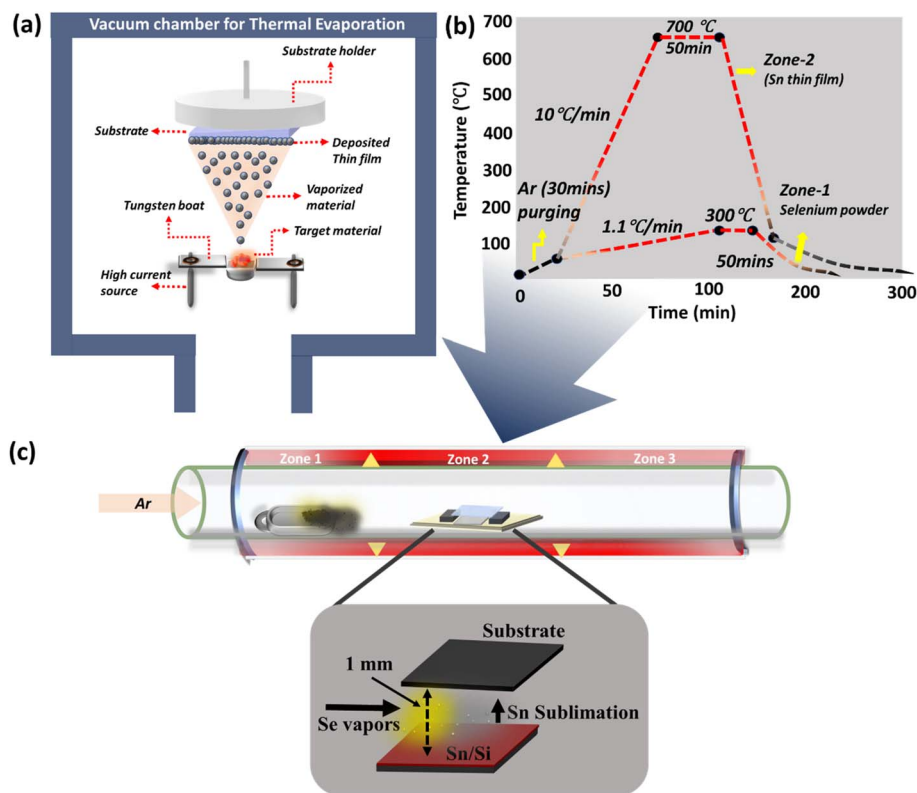 (a)
Vacuum chamber for Thermal Evaporation
Substrate holder
Substrate
Deposited
Thin film
Vaporized
material
Tungsten boat
Target material
High current
source
(b)
Temperature (°C)
700
600
500
400
300
200
100
0
50
100
200
300
Time (min)
700 °C
50min
Zone-2
(Sn thin film)
10°C/min
Ar (30mins)
purging
1.1°C/min
300°C
50mins
Zone-1
Selenium powder
(c)
Zone 1
Zone 2
Zone 3
Ar
Substrate
1 mm
Se vapors
Sn Sublimation
Sn/Si